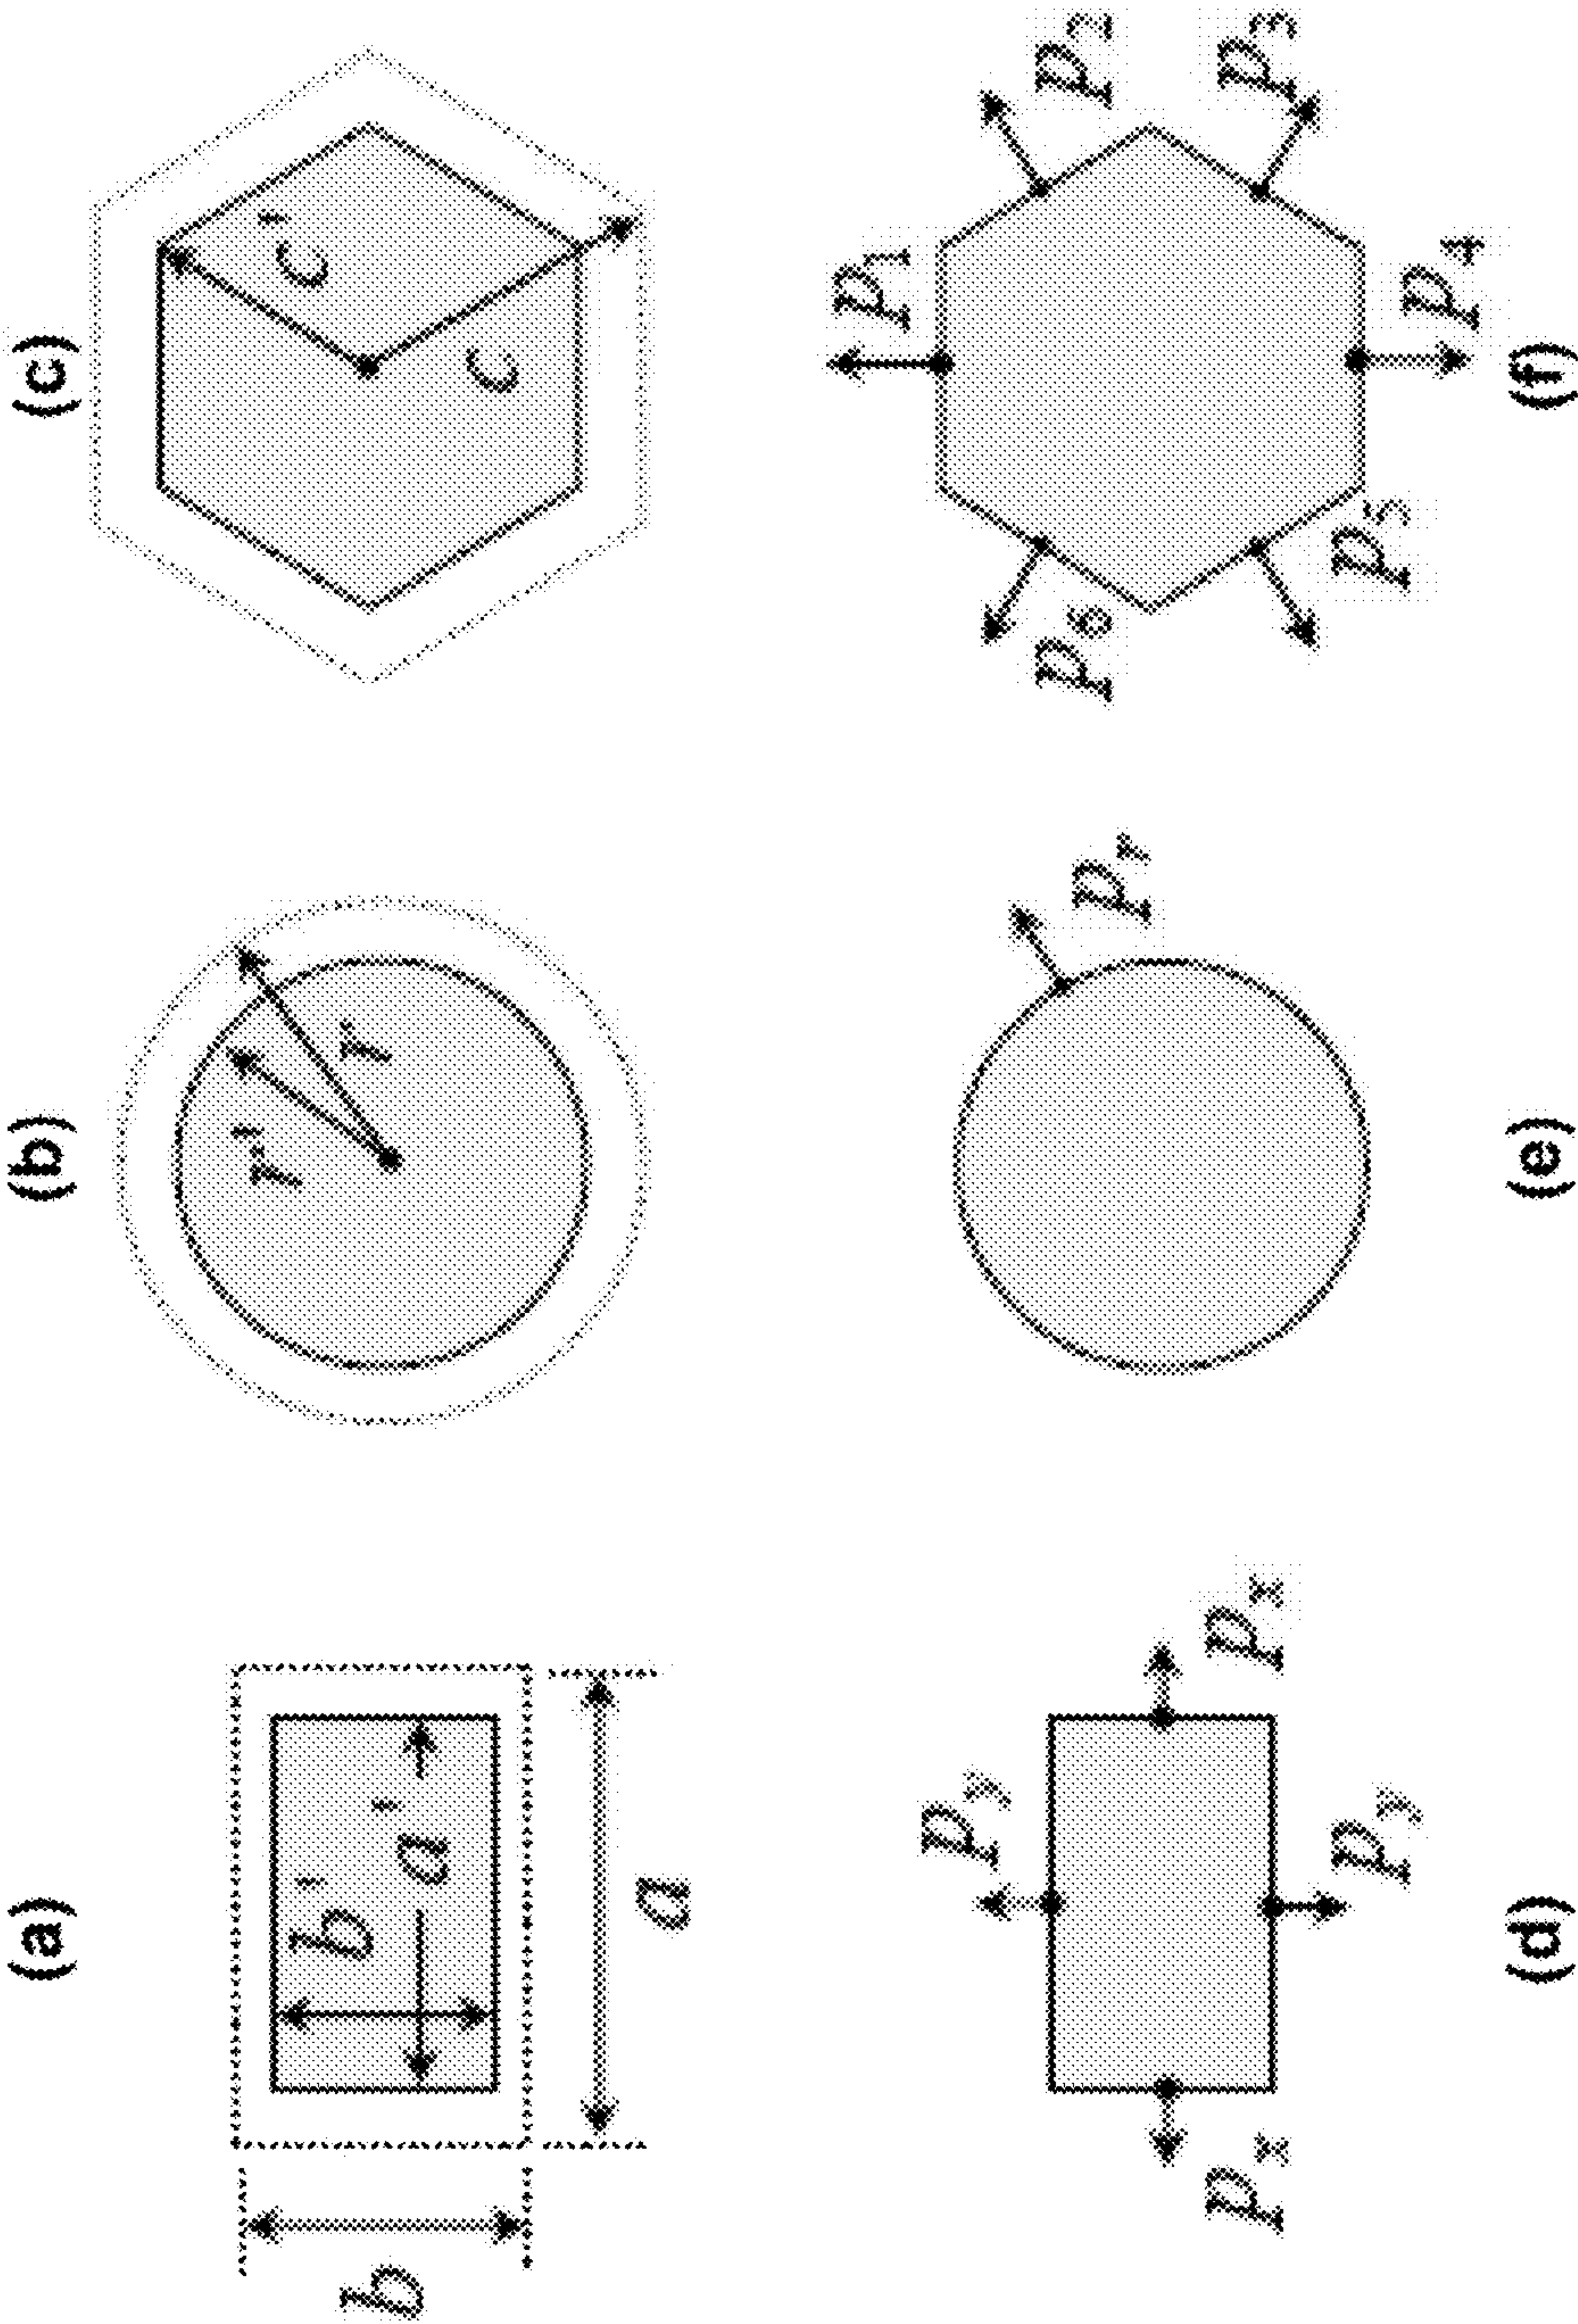 (a)
(b)
(c)
b
b'
a'
a
r'
r
c'
c
p_y
p_x
p_x
p_y
p_r
p_1
p_2
p_3
p_4
p_5
p_6
(d)
(e)
(f)